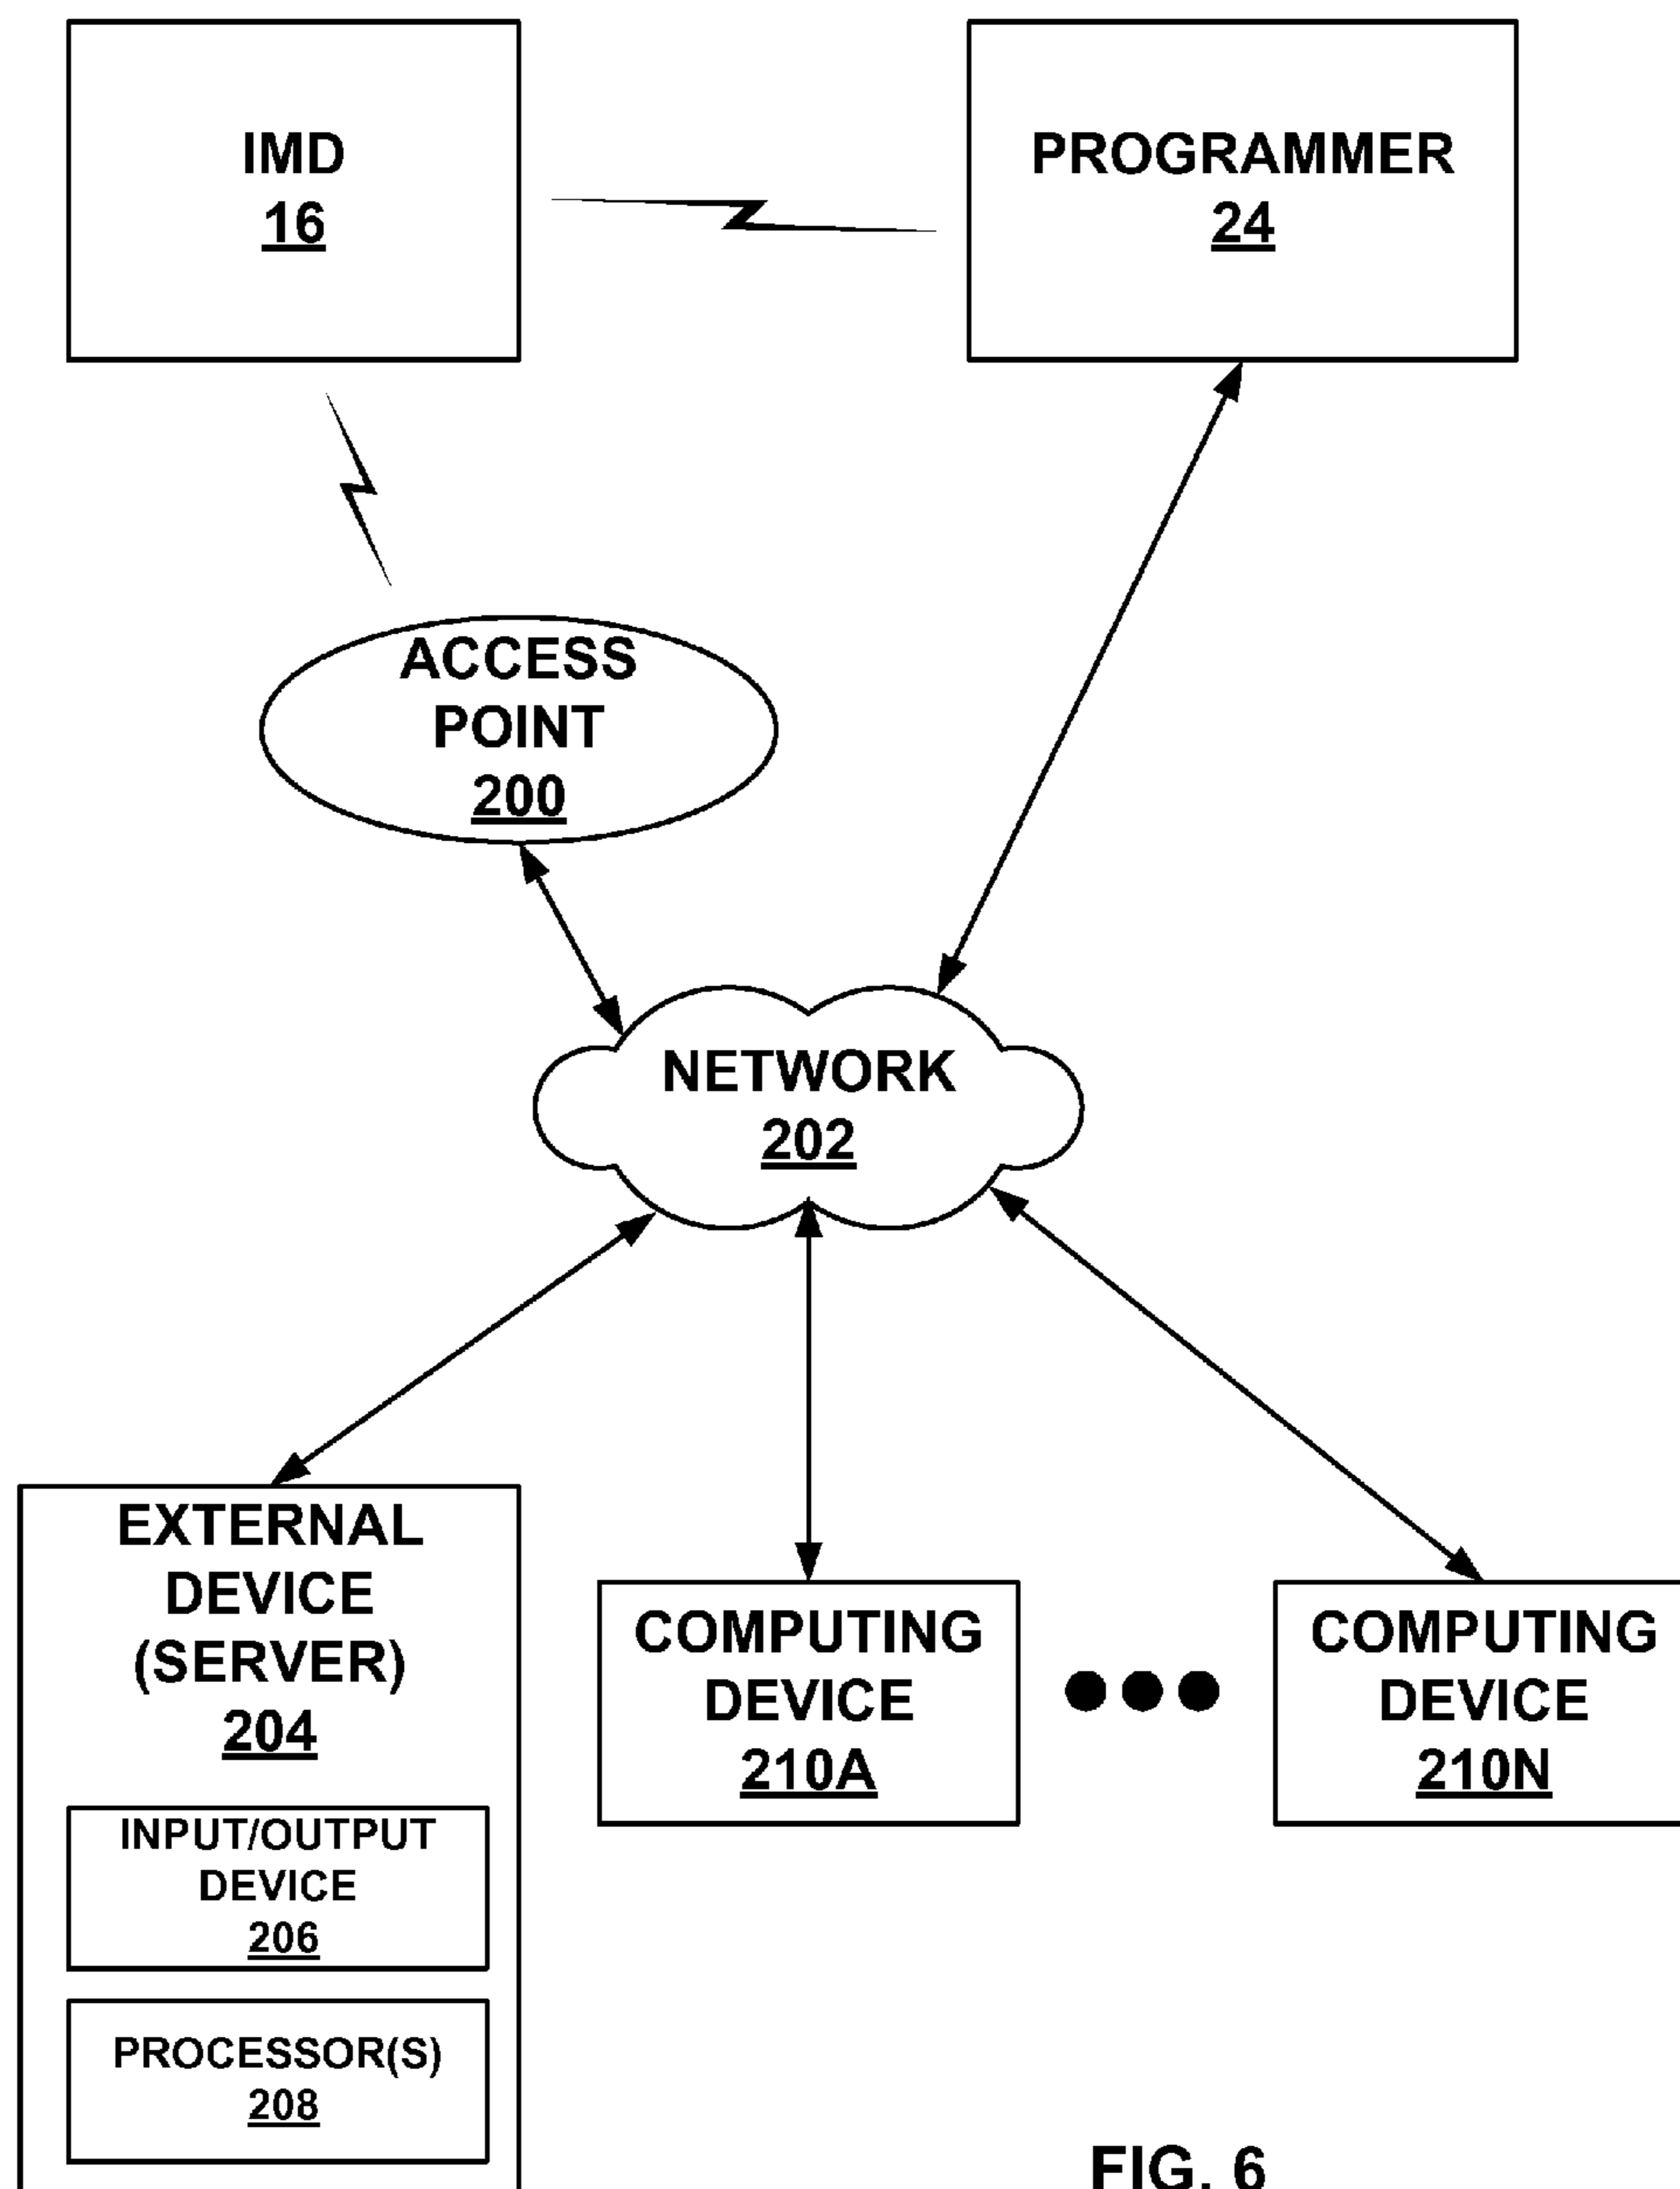 IMD
16
PROGRAMMER
24
ACCESS
POINT
200
NETWORK
202
EXTERNAL
DEVICE
(SERVER)
204
INPUT/OUTPUT
DEVICE
206
PROCESSOR(S)
208
COMPUTING
DEVICE
210A
COMPUTING
DEVICE
210N
FIG. 6